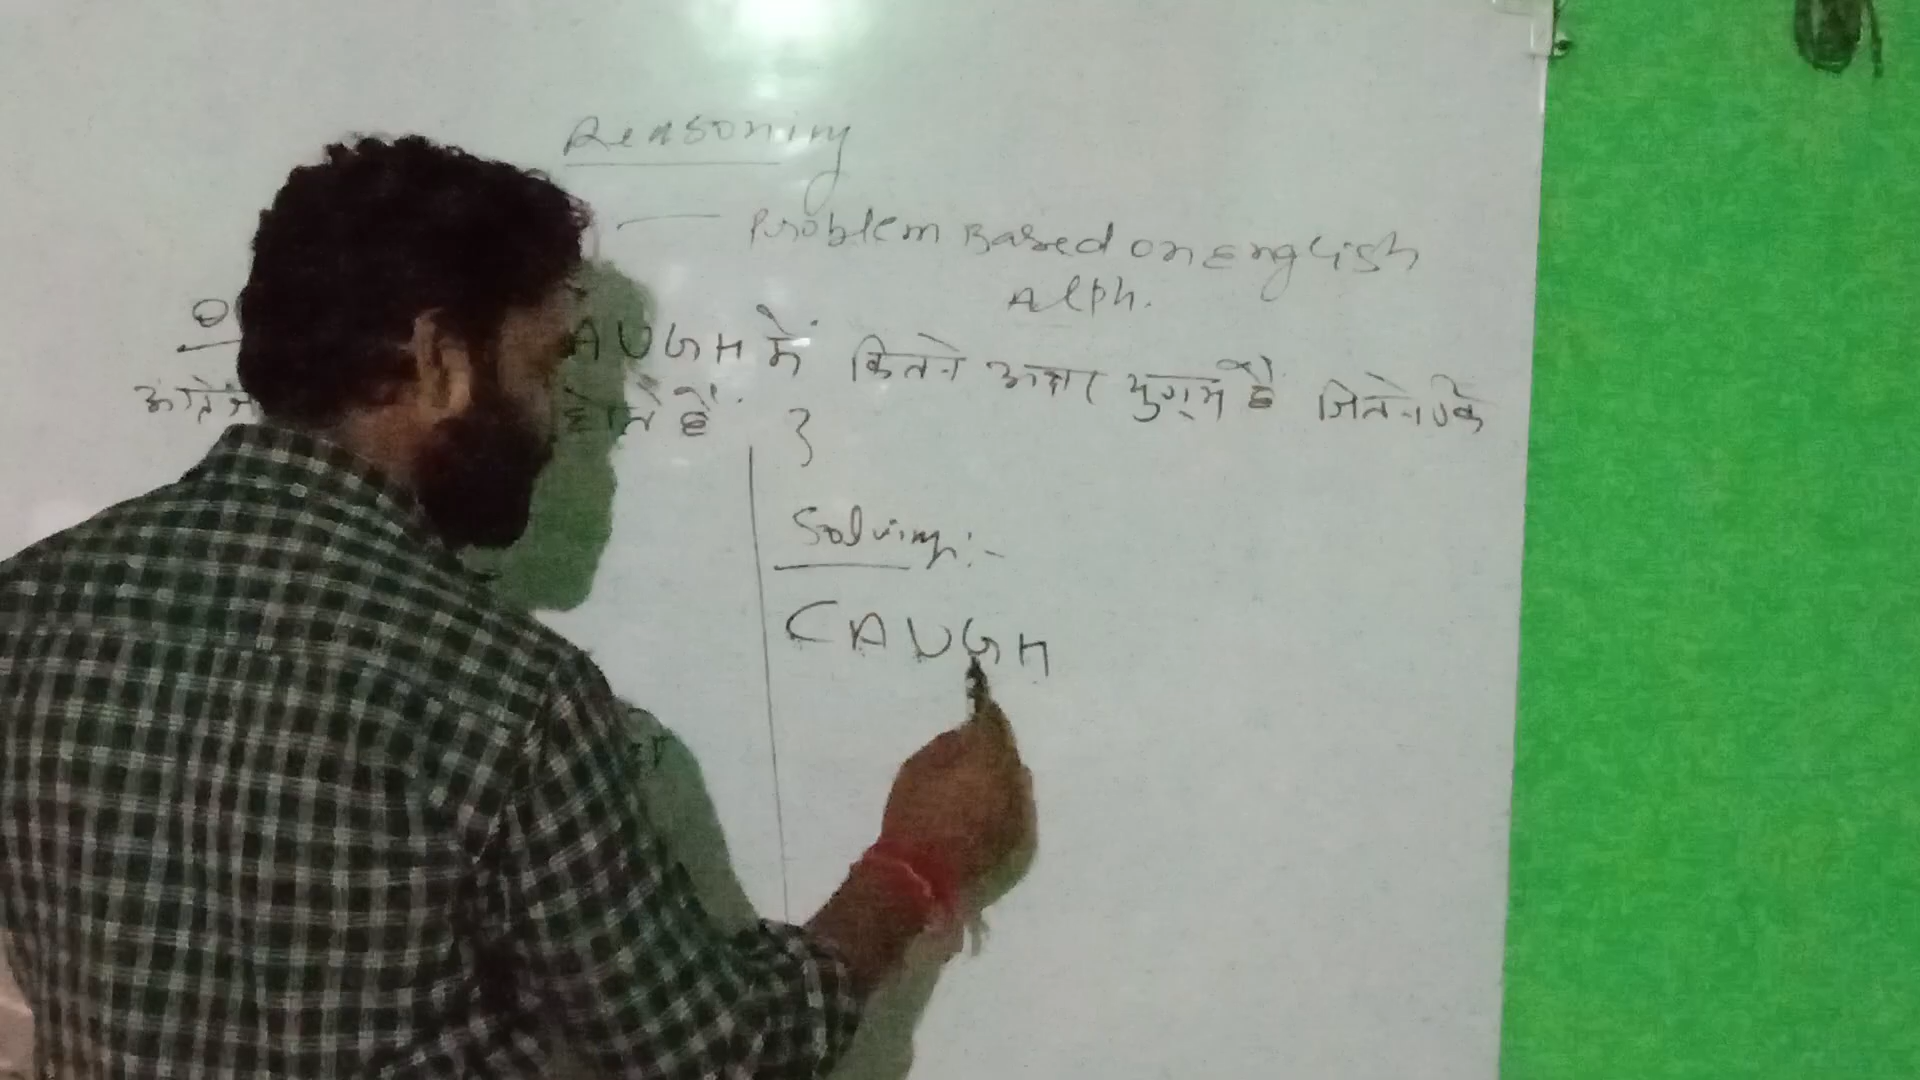 Reasoning
Problem Based on English
Alph.
AUGH में कितने अक्षर युग्म है जितने कि
है ?
Solving:-
CAUGH